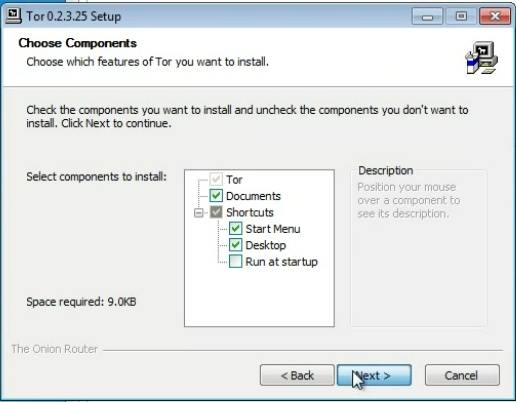 Tor 0.2.3.25 Setup
Choose Components
Choose which features of Tor you want to install.
Check the components you want to install and uncheck the components you don't want to
install. Click Next to continue.
Select components to install:
Tor
Documents
Shortcuts
Start Menu
Desktop
Run at startup
Description
Position your mouse
over a component to
see its description.
Space required: 9.0KB
The Onion Router
< Back
Next >
Cancel